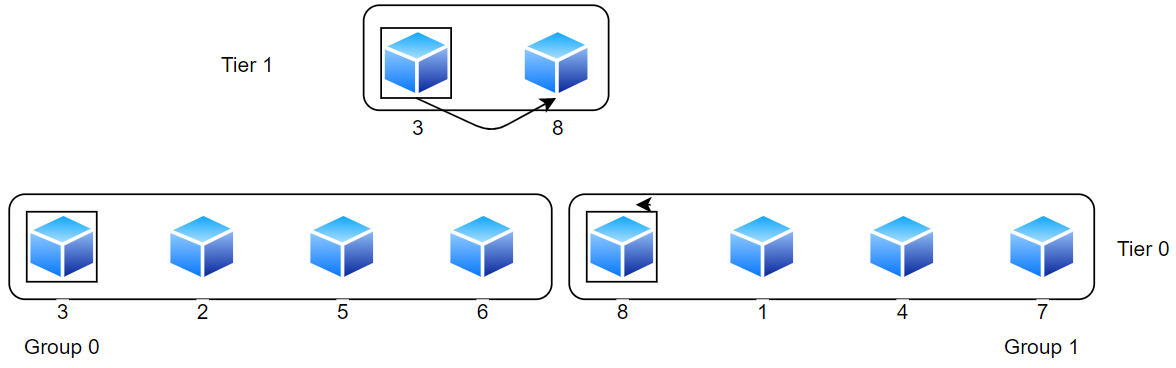 Tier 1
3 8
3 2 5 6 8 1 4 7
Tier 0
Group 0 Group 1